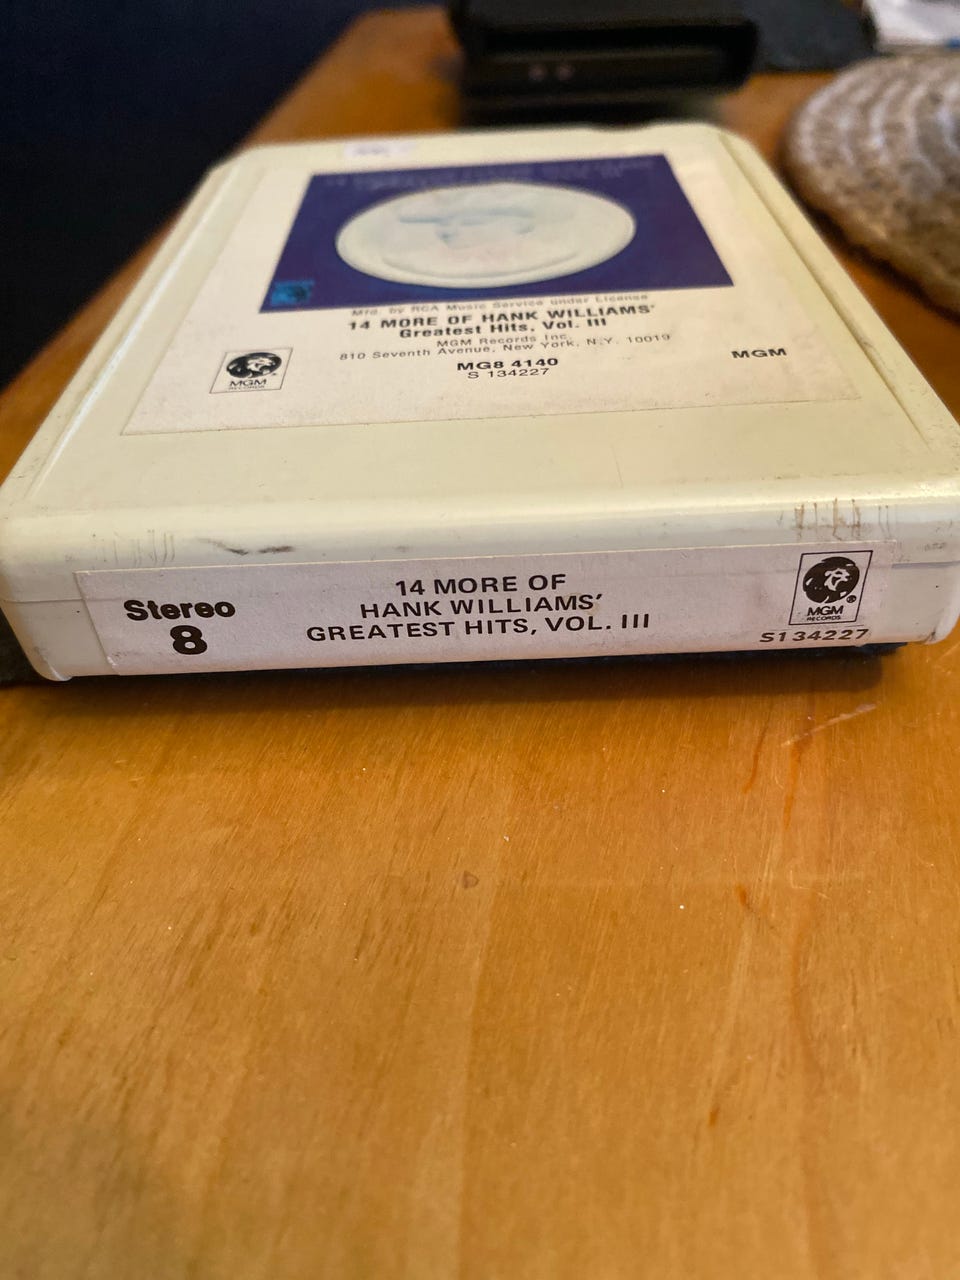 Mfd. by RCA Music Service under License
14 MORE OF HANK WILLIAMS'
Greatest Hits, Vol. III
MGM Records Inc.
810 Seventh Avenue, New York, N.Y. 10019
MG8 4140
S 134227
MGM
RECORDS
MGM
Stereo
8
14 MORE OF
HANK WILLIAMS'
GREATEST HITS, VOL. III
MGM
RECORDS
®
S134227